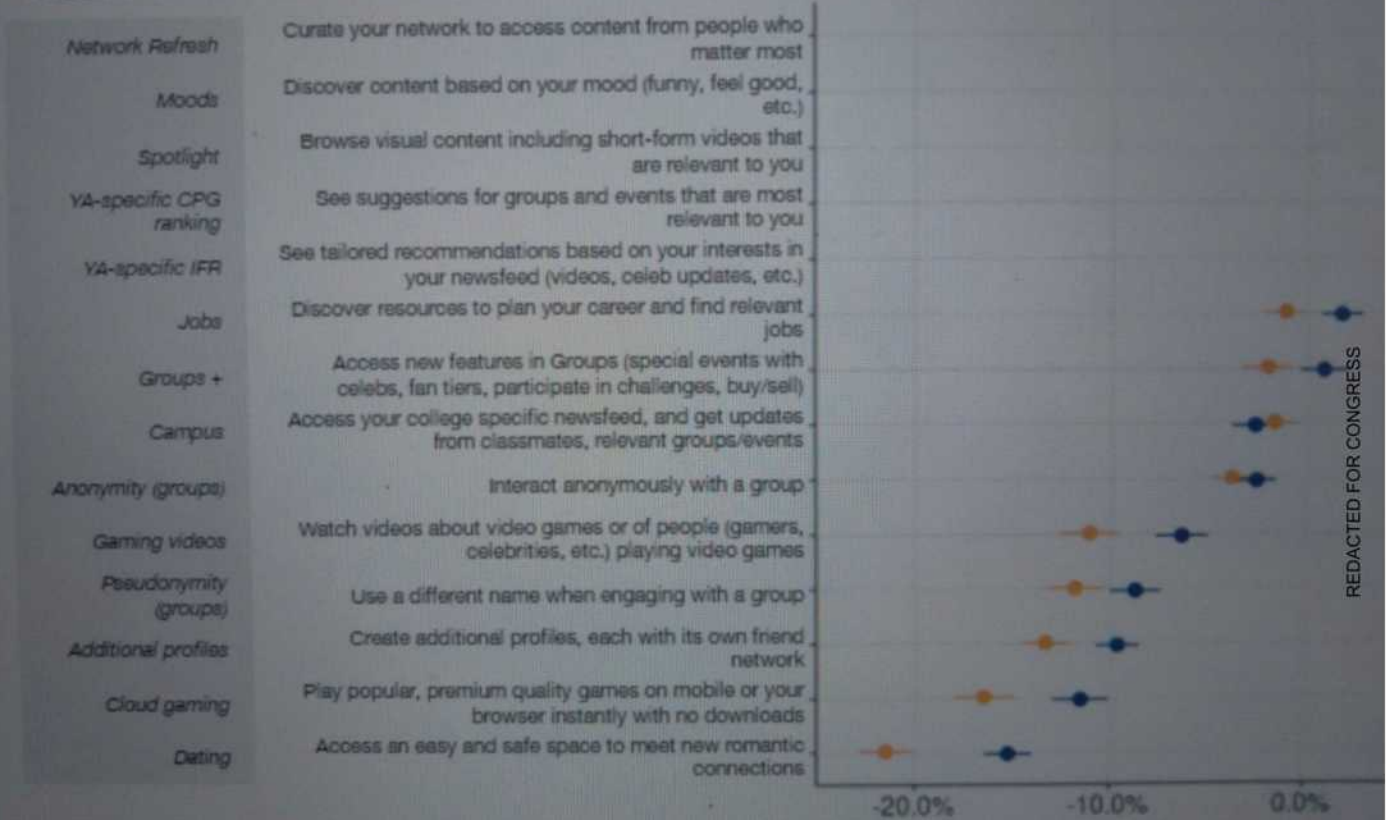 Network Refresh
Curate your network to access content from people who
matter most
Moods
Discover content based on your mood (funny, feel good,
etc.)
Spotlight
Browse visual content including short-form videos that
are relevant to you
YA-specific CPG
ranking
See suggestions for groups and events that are most
relevant to you
YA-specific IFR
See tailored recommendations based on your interests in
your newsfeed (videos, celeb updates, etc.)
Jobs
Discover resources to plan your career and find relevant
jobs
Groups +
Access new features in Groups (special events with
celebs, fan tiers, participate in challenges, buy/sell)
Campus
Access your college specific newsfeed, and get updates
from classmates, relevant groups/events
Anonymity (groups)
Interact anonymously with a group
Gaming videos
Watch videos about video games or of people (gamers,
celebrities, etc.) playing video games
Pseudonymity
(groups)
Use a different name when engaging with a group
Additional profiles
Create additional profiles, each with its own friend
network
Cloud gaming
Play popular, premium quality games on mobile or your
browser instantly with no downloads
Dating
Access an easy and safe space to meet new romantic
connections
-20.0%
-10.0%
0.0%
REDACTED FOR CONGRESS